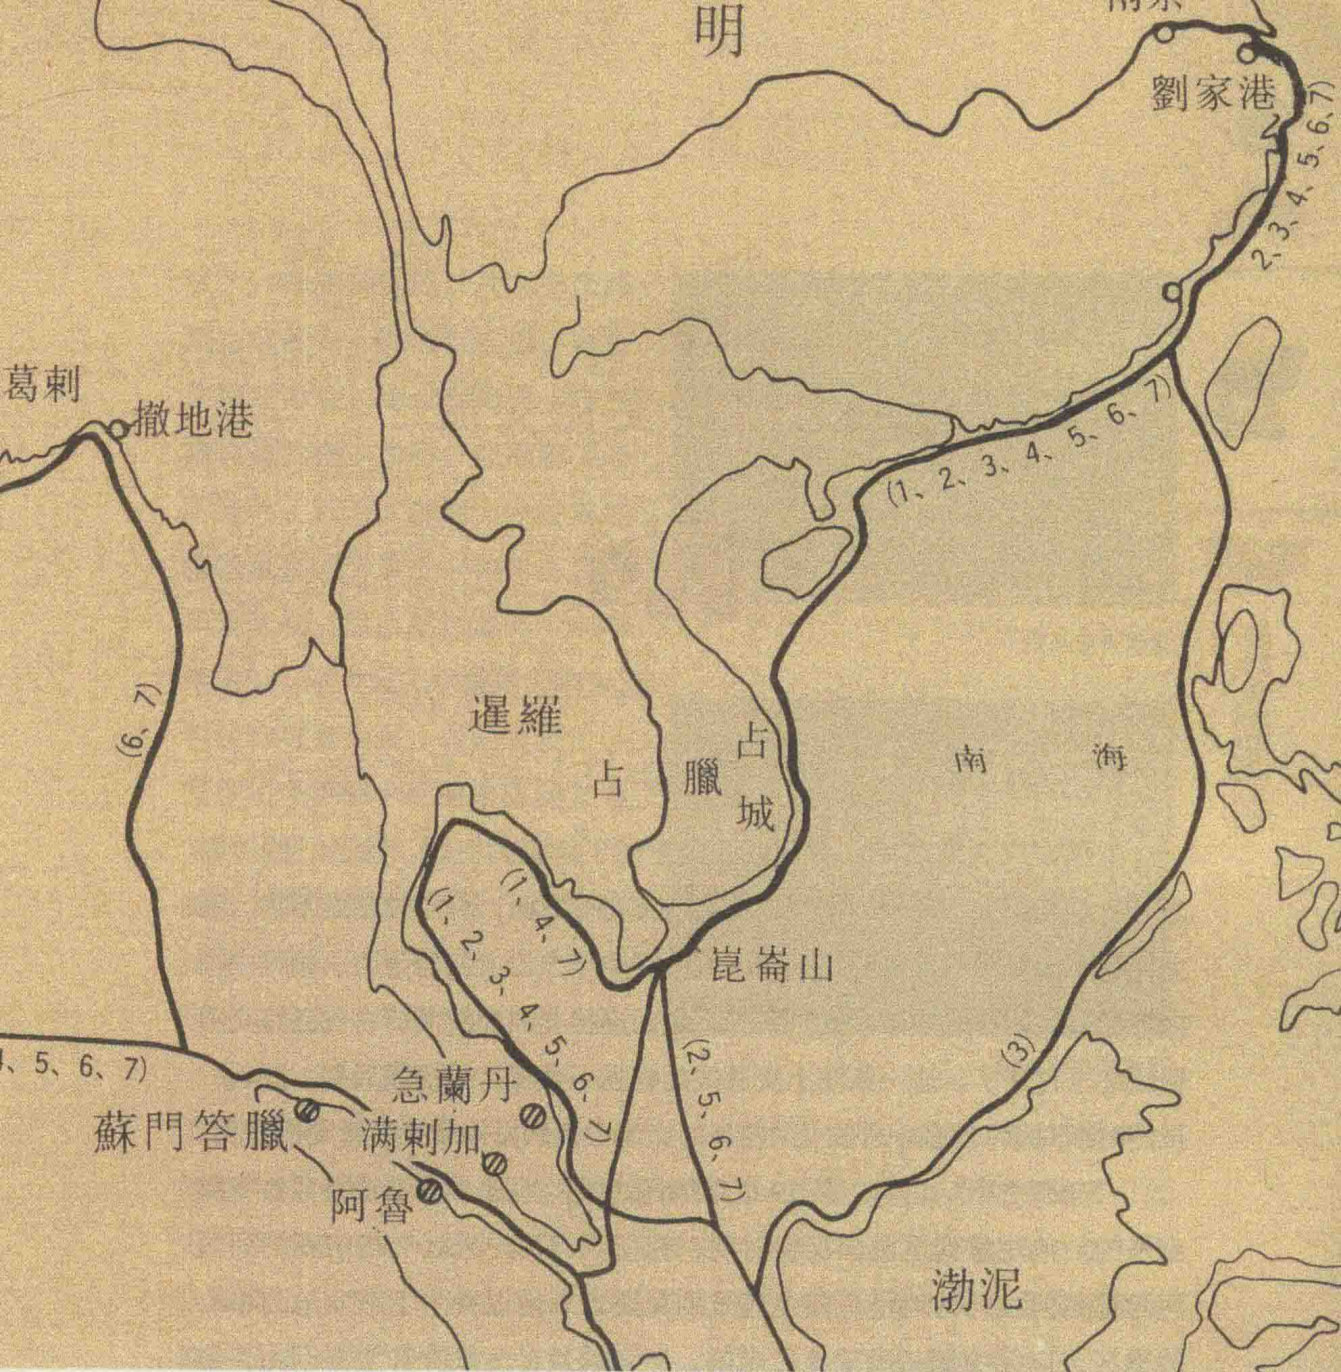 明
劉家港
2、3、4、5、6、7)
葛剌
撤地港
(1、2、3、4、5、6、7)
(6、7)
暹羅
占
臘
占
城
南 海
(1、4、7)
(1、2、3、4、5、6、7)
崑崙山
(2、5、6、7)
(3)
、5、6、7)
急蘭丹
蘇門答臘
满剌加
阿魯
渤泥